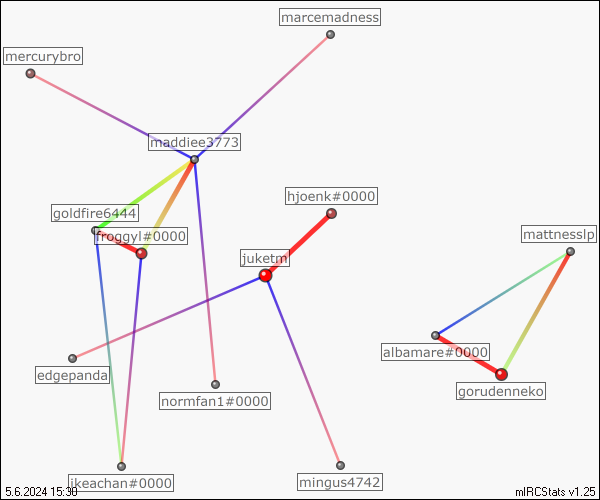 marcemadness
mercurybro
maddiee3773
hjoenk#0000
goldfire6444
froggyl#0000
mattnesslp
juketm
albamare#0000
edgepanda
gorudenneko
normfan1#0000
ikeachan#0000
mingus4742
5.6.2024 15:30
mIRCStats v1.25